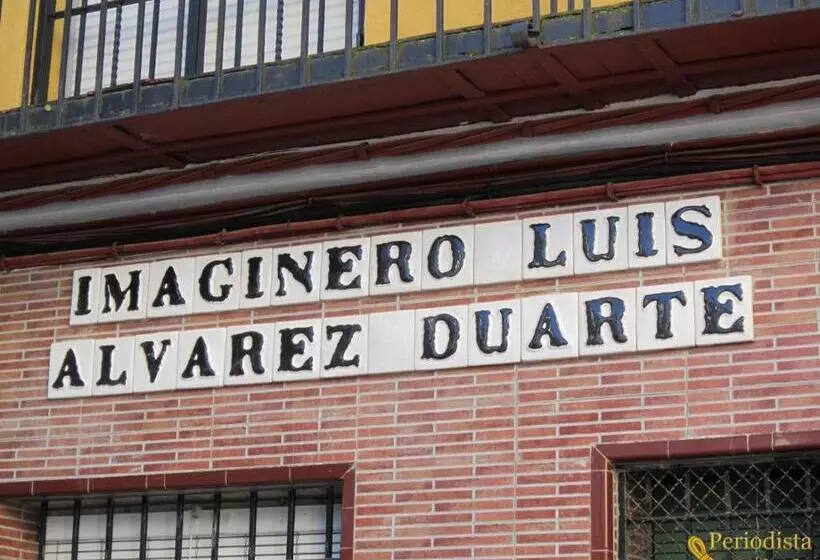 IMAGINERO LUIS
ALVAREZ DUARTE
Periodista